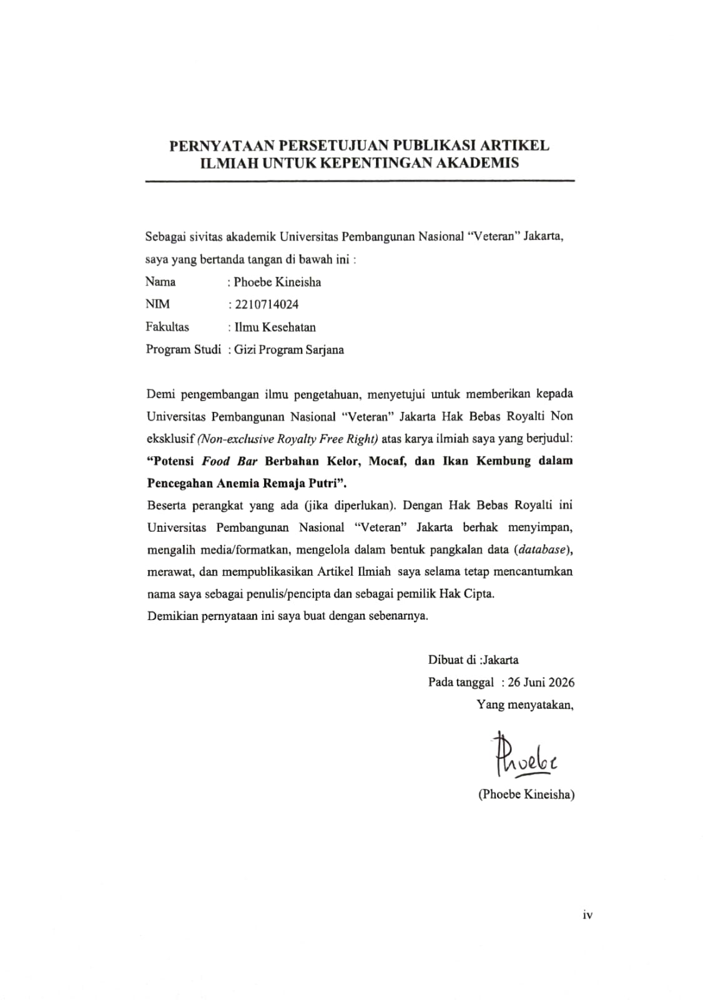 PERNYATAAN PERSETUJUAN PUBLIKASI ARTIKEL
ILMIAH UNTUK KEPENTINGAN AKADEMIS
Sebagai sivitas akademik Universitas Pembangunan Nasional “Veteran” Jakarta,
saya yang bertanda tangan di bawah ini :
Nama : Phoebe Kineisha
NIM : 2210714024
Fakultas : Ilmu Kesehatan
Program Studi : Gizi Program Sarjana
Demi pengembangan ilmu pengetahuan, menyetujui untuk memberikan kepada
Universitas Pembangunan Nasional “Veteran” Jakarta Hak Bebas Royalti Non
eksklusif (Non-exclusive Royalty Free Right) atas karya ilmiah saya yang berjudul:
“Potensi Food Bar Berbahan Kelor, Mocaf, dan Ikan Kembung dalam
Pencegahan Anemia Remaja Putri”.
Beserta perangkat yang ada (jika diperlukan). Dengan Hak Bebas Royalti ini
Universitas Pembangunan Nasional “Veteran” Jakarta berhak menyimpan,
mengalih media/formatkan, mengelola dalam bentuk pangkalan data (database),
merawat, dan mempublikasikan Artikel Ilmiah saya selama tetap mencantumkan
nama saya sebagai penulis/pencipta dan sebagai pemilik Hak Cipta.
Demikian pernyataan ini saya buat dengan sebenarnya.
Dibuat di :Jakarta
Pada tanggal : 26 Juni 2026
Yang menyatakan,
Phoebe
(Phoebe Kineisha)
iv